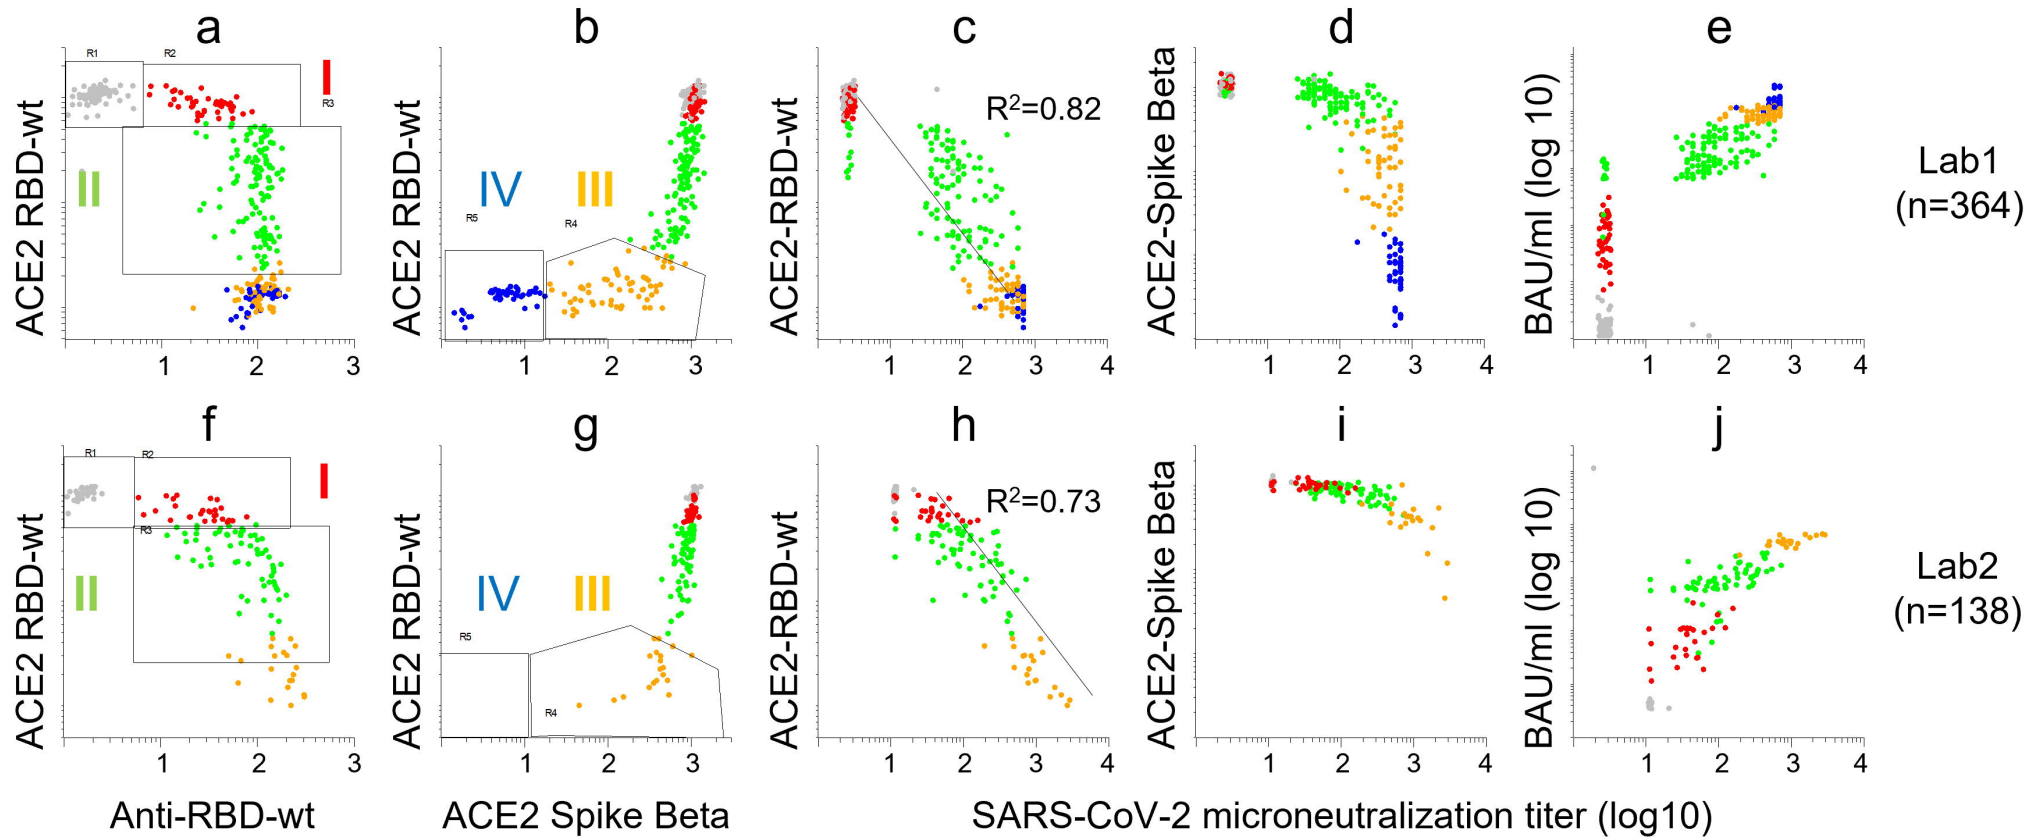 a
b
c
d
e
ACE2 RBD-wt
R1
R2
I
R3
II
1 2 3
ACE2 RBD-wt
IV
III
R5
R4
1 2 3
ACE2-RBD-wt
R²=0.82
1 2 3 4
ACE2-Spike Beta
1 2 3 4
BAU/ml (log 10)
1 2 3 4
Lab1
(n=364)
f
g
h
i
j
ACE2 RBD-wt
R1
R2
I
R3
II
1 2 3
ACE2 RBD-wt
IV
III
R5
R4
1 2 3
ACE2-RBD-wt
R²=0.73
1 2 3 4
ACE2-Spike Beta
1 2 3 4
BAU/ml (log 10)
1 2 3 4
Lab2
(n=138)
Anti-RBD-wt
ACE2 Spike Beta
SARS-CoV-2 microneutralization titer (log10)